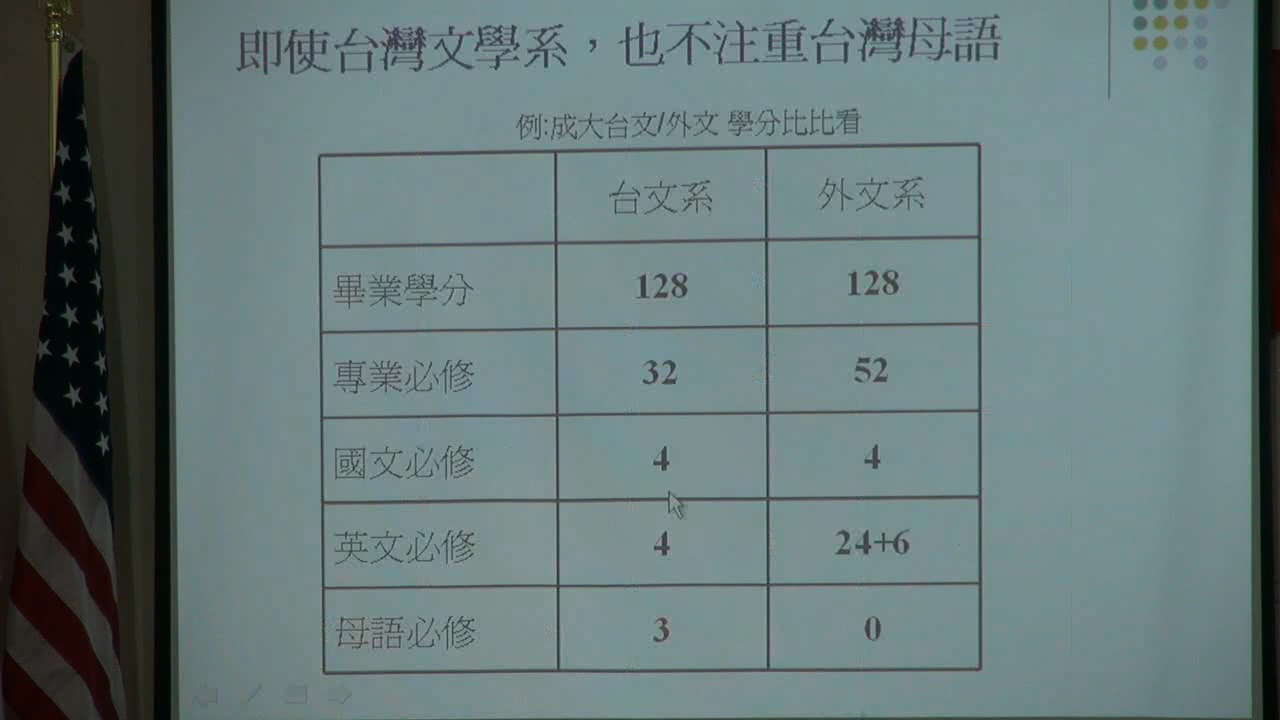 即使台灣文學系，也不注重台灣母語
例:成大台文/外文 學分比比看
台文系 外文系
畢業學分 128 128
專業必修 32 52
國文必修 4 4
英文必修 4 24+6
母語必修 3 0